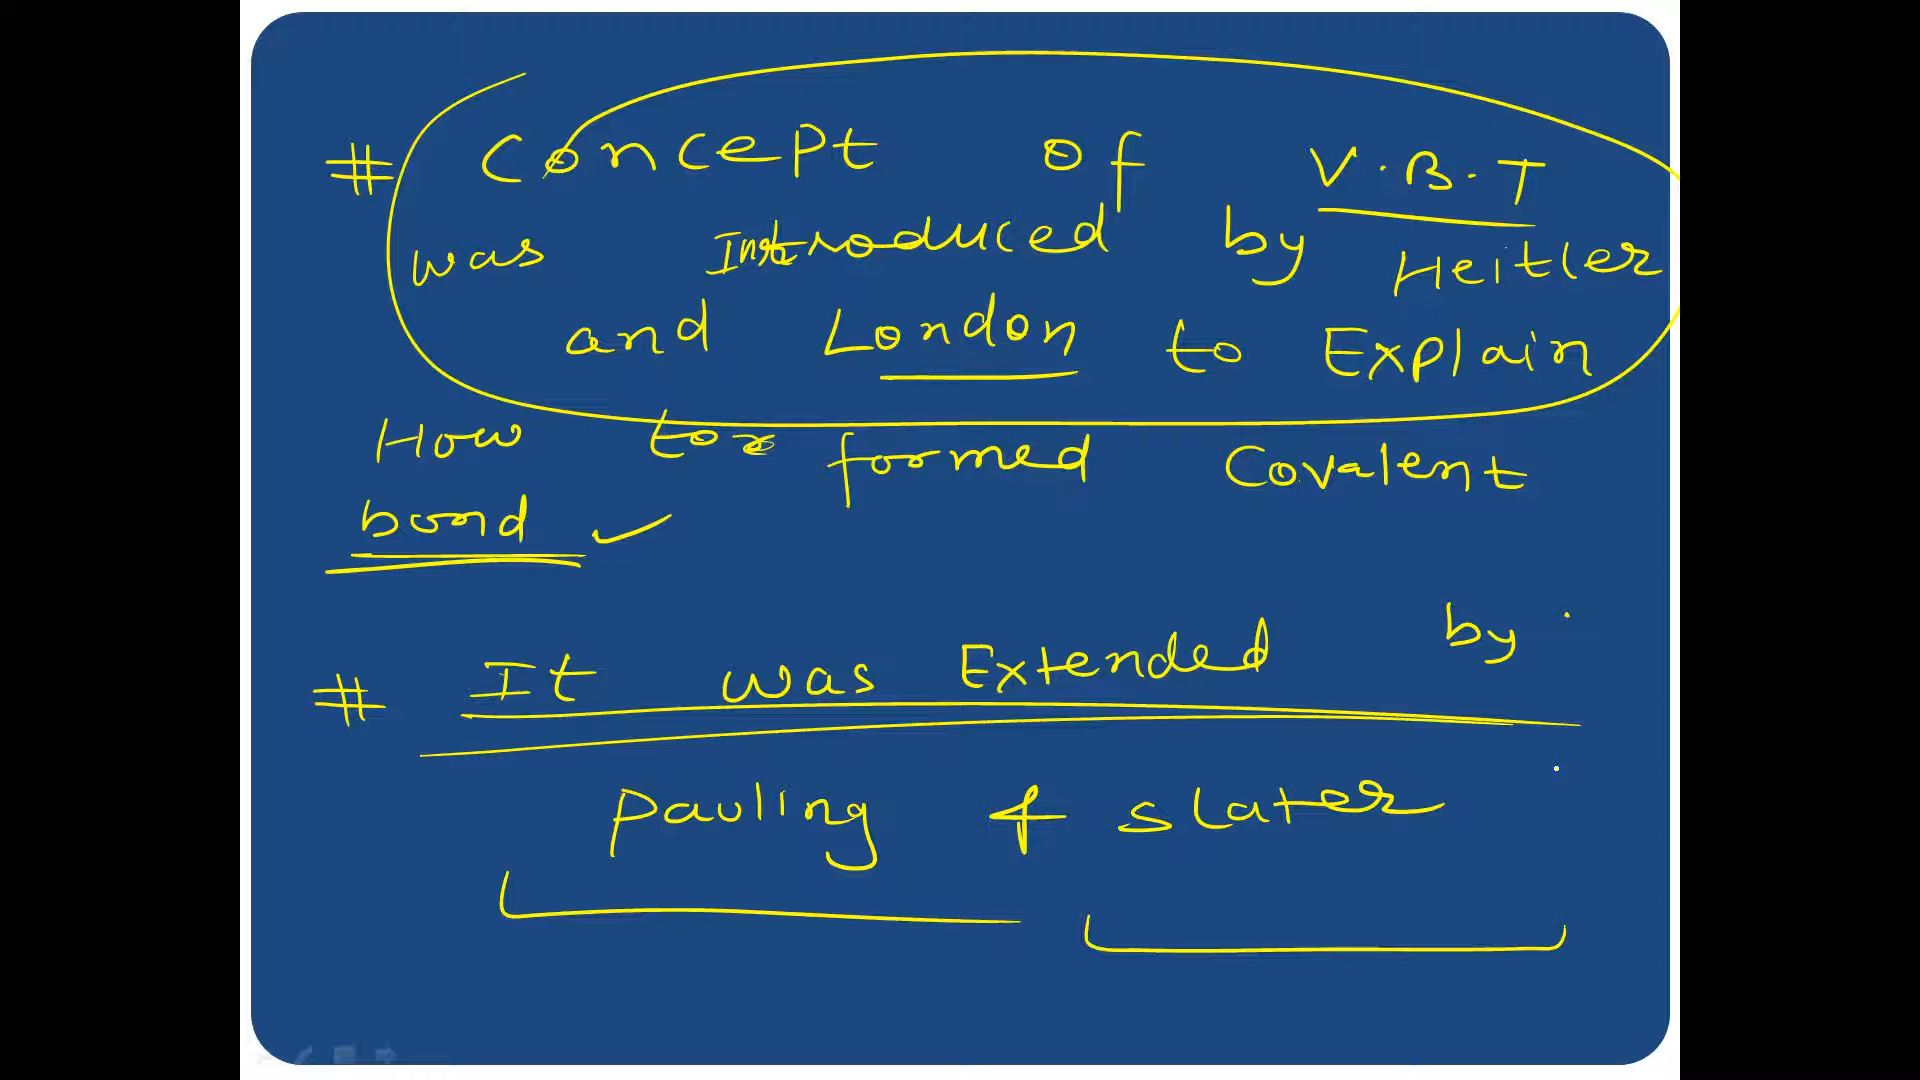 # Concept of V.B.T
was Introduced by Heitler
and London to Explain
How to formed Covalent
bond ✓
# It was Extended by
Pauling & Slater